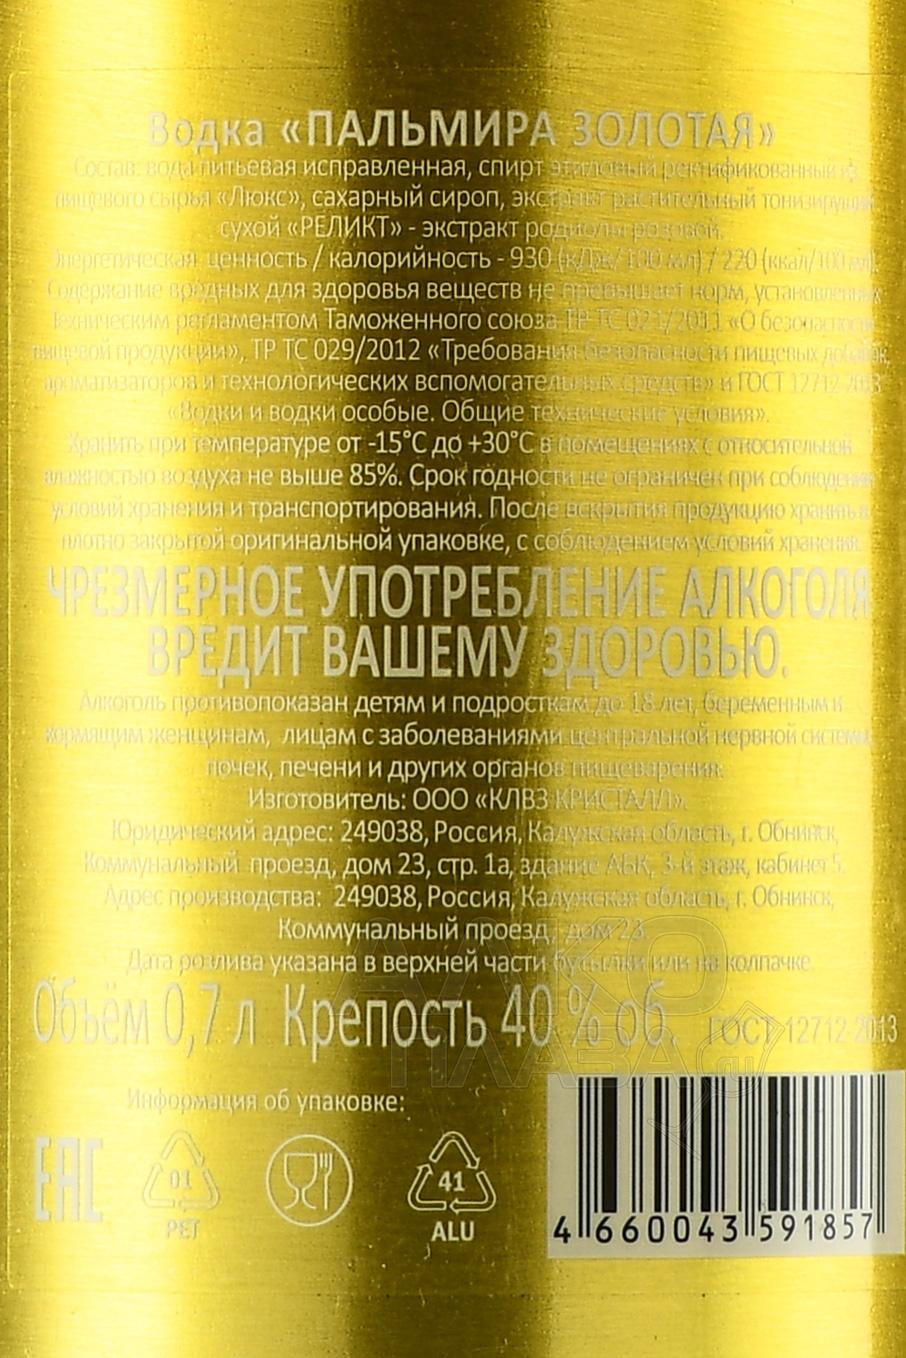 Водка «ПАЛЬМИРА ЗОЛОТАЯ»
Состав: вода питьевая исправленная, спирт этиловый ректификованный из
пищевого сырья «Люкс», сахарный сироп, экстракт растительный тонизирующий
сухой «РЕЛИКТ» - экстракт родиолы розовой.
Энергетическая ценность / калорийность - 930 (кДж/100 мл) / 220 (ккал/100 мл).
Содержание вредных для здоровья веществ не превышает норм, установленных
Техническим регламентом Таможенного союза ТР ТС 021/2011 «О безопасности
пищевой продукции», ТР ТС 029/2012 «Требования безопасности пищевых добавок,
ароматизаторов и технологических вспомогательных средств» и ГОСТ 12712-2013
«Водки и водки особые. Общие технические условия».
Хранить при температуре от -15°С до +30°С в помещениях с относительной
влажностью воздуха не выше 85%. Срок годности не ограничен при соблюдении
условий хранения и транспортирования. После вскрытия продукцию хранить в
плотно закрытой оригинальной упаковке, с соблюдением условий хранения.
ЧРЕЗМЕРНОЕ УПОТРЕБЛЕНИЕ АЛКОГОЛЯ
ВРЕДИТ ВАШЕМУ ЗДОРОВЬЮ.
Алкоголь противопоказан детям и подросткам до 18 лет, беременным и
кормящим женщинам, лицам с заболеваниями центральной нервной системы,
почек, печени и других органов пищеварения.
Изготовитель: ООО «КЛВЗ КРИСТАЛЛ».
Юридический адрес: 249038, Россия, Калужская область, г. Обнинск,
Коммунальный проезд, дом 23, стр. 1а, здание АБК, 3-й этаж, кабинет 5.
Адрес производства: 249038, Россия, Калужская область, г. Обнинск,
Коммунальный проезд, дом 23.
Дата розлива указана в верхней части бутылки или на колпачке.
Объём 0,7 л Крепость 40 % об. ГОСТ 12712-2013
Информация об упаковке:
ЕАС
01
PET
41
ALU
4 660043 591857
АЛКО
ПЛАЗА
.ru